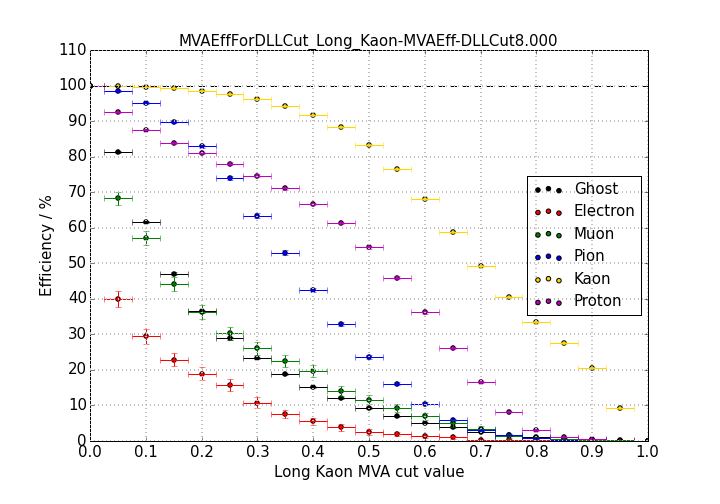 MVAEffForDLLCut_Long_Kaon-MVAEff-DLLCut8.000
110
100
90
80
70
60
50
40
30
20
10
0
Efficiency / %
Ghost
Electron
Muon
Pion
Kaon
Proton
0.0 0.1 0.2 0.3 0.4 0.5 0.6 0.7 0.8 0.9 1.0
Long Kaon MVA cut value